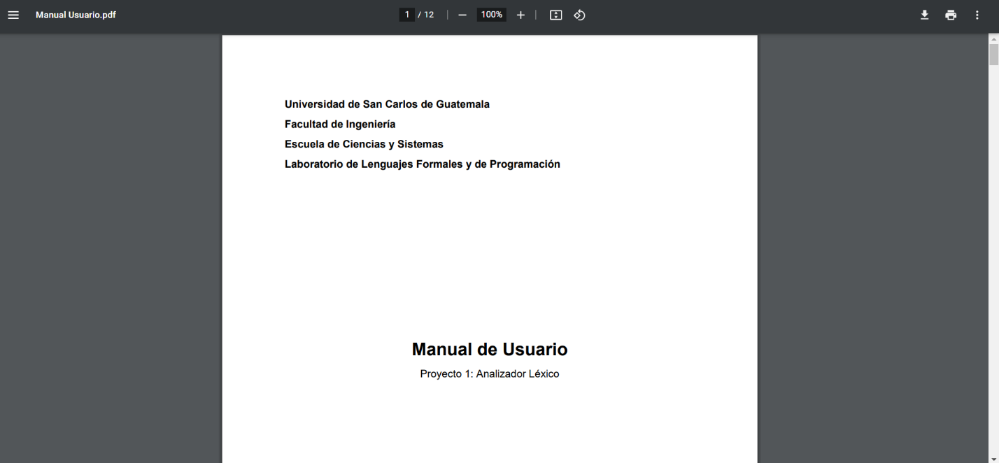 Manual Usuario.pdf
1 / 12
100%
Universidad de San Carlos de Guatemala
Facultad de Ingeniería
Escuela de Ciencias y Sistemas
Laboratorio de Lenguajes Formales y de Programación
Manual de Usuario
Proyecto 1: Analizador Léxico